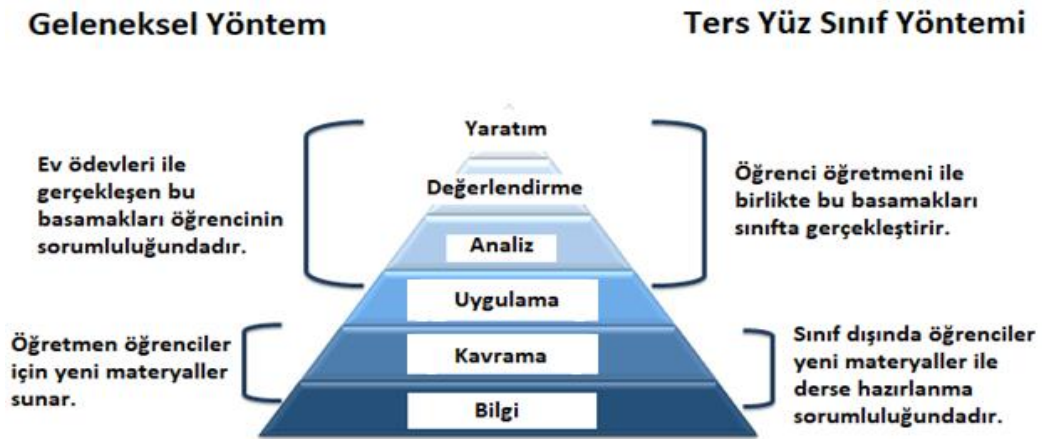 Geleneksel Yöntem
Ters Yüz Sınıf Yöntemi
Ev ödevleri ile
gerçekleşen bu
basamakları öğrencinin
sorumluluğundadır.
Öğretmen öğrenciler
için yeni materyaller
sunar.
Yaratım
Değerlendirme
Analiz
Uygulama
Kavrama
Bilgi
Öğrenci öğretmeni ile
birlikte bu basamakları
sınıfta gerçekleştirir.
Sınıf dışında öğrenciler
yeni materyaller ile
derse hazırlanma
sorumluluğundadır.